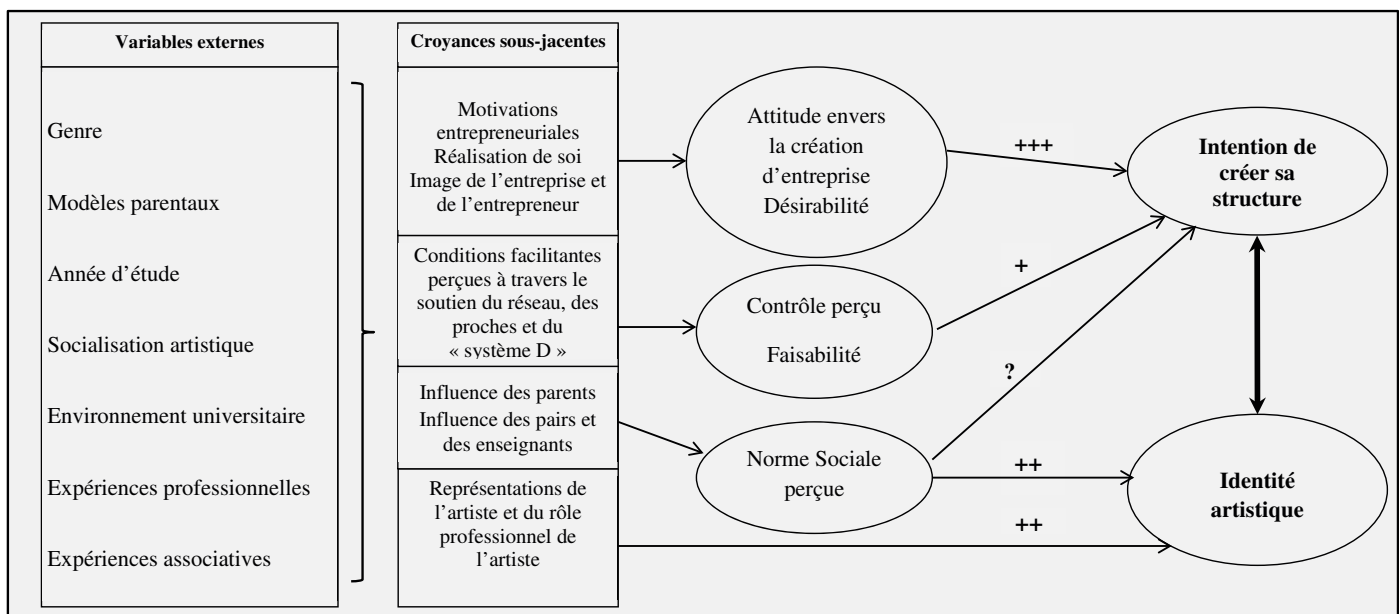 Variables externes
Genre
Modèles parentaux
Année d’étude
Socialisation artistique
Environnement universitaire
Expériences professionnelles
Expériences associatives
Croyances sous-jacentes
Motivations
entrepreneuriales
Réalisation de soi
Image de l’entreprise et
de l’entrepreneur
Conditions facilitantes
perçues à travers le
soutien du réseau, des
proches et du
« système D »
Influence des parents
Influence des pairs et
des enseignants
Représentations de
l’artiste et du rôle
professionnel de
l’artiste
Attitude envers
la création
d’entreprise
Désirabilité
Contrôle perçu
Faisabilité
Norme Sociale
perçue
+++
+
?
++
++
Intention de
créer sa
structure
Identité
artistique